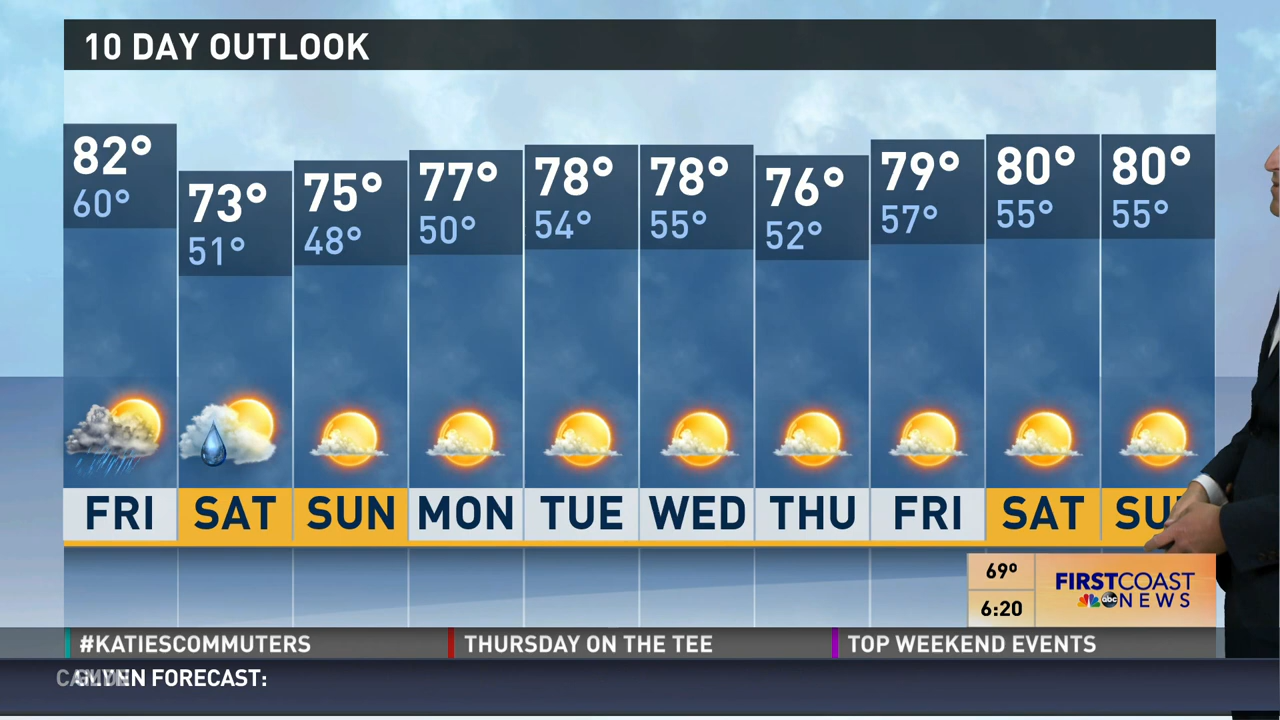 10 DAY OUTLOOK
82° 73° 75° 77° 78° 78° 76° 79° 80° 80°
60° 51° 48° 50° 54° 55° 52° 57° 55° 55°
FRI SAT SUN MON TUE WED THU FRI SAT SU
69°
6:20
FIRSTCOAST
abc NEWS
#KATIESCOMMUTERS THURSDAY ON THE TEE TOP WEEKEND EVENTS
FORECAST: